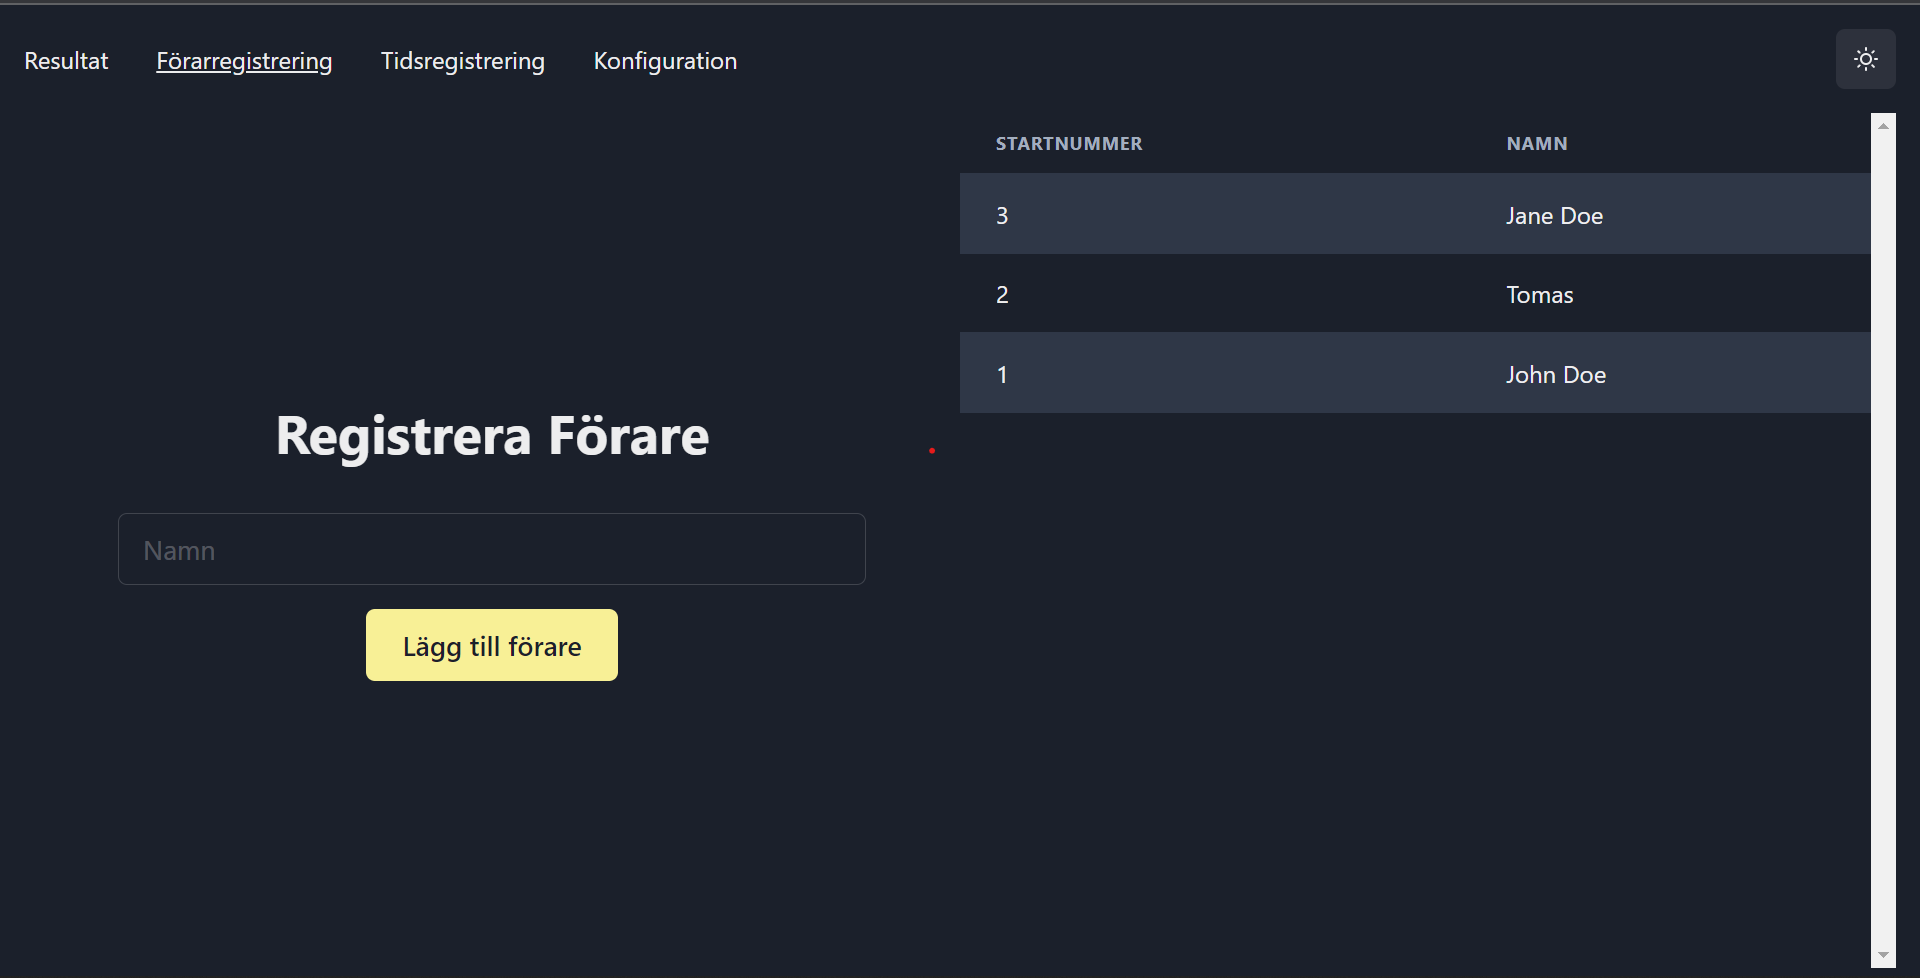 Resultat Förarregistrering Tidsregistrering Konfiguration
STARTNUMMER NAMN
3 Jane Doe
2 Tomas
1 John Doe
Registrera Förare
Namn
Lägg till förare